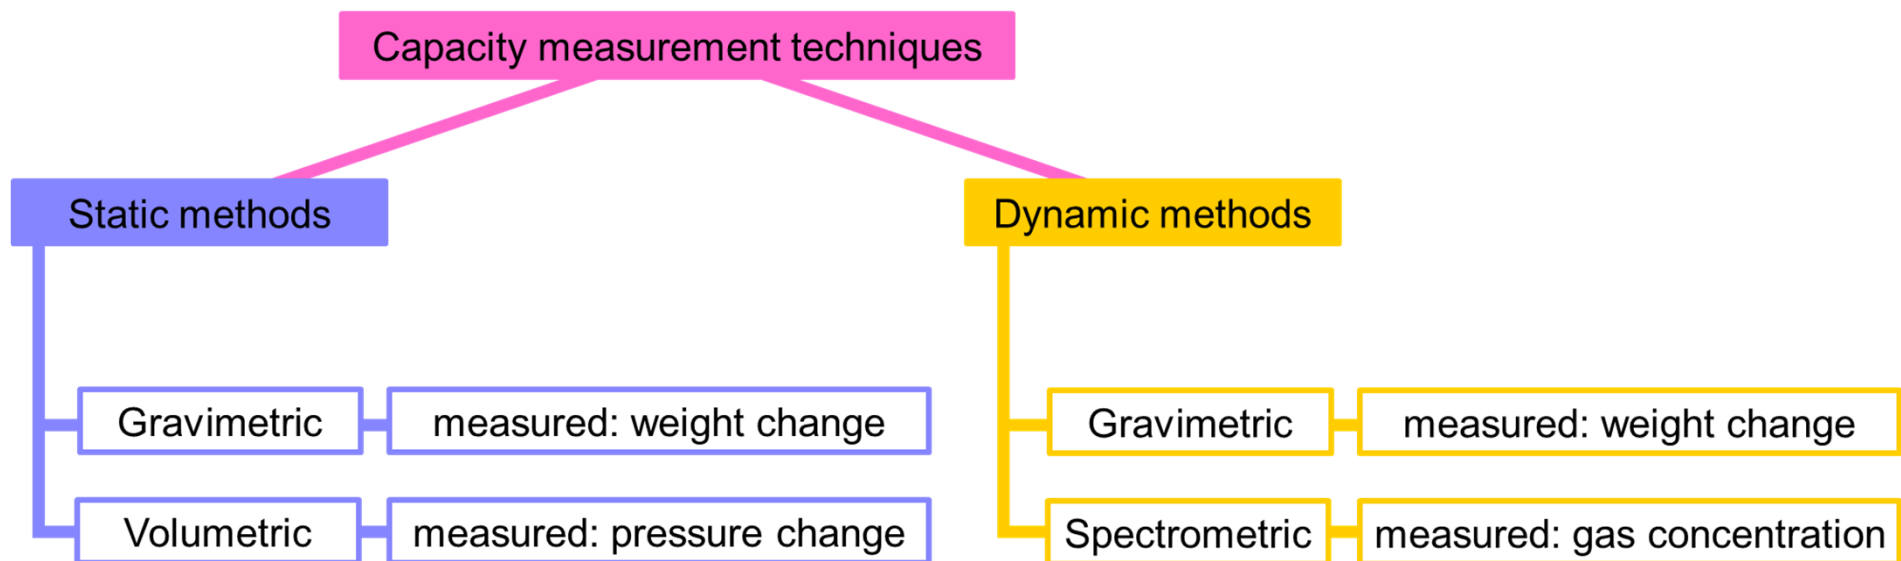 Capacity measurement techniques
Static methods
Dynamic methods
Gravimetric
measured: weight change
Gravimetric
measured: weight change
Volumetric
measured: pressure change
Spectrometric
measured: gas concentration